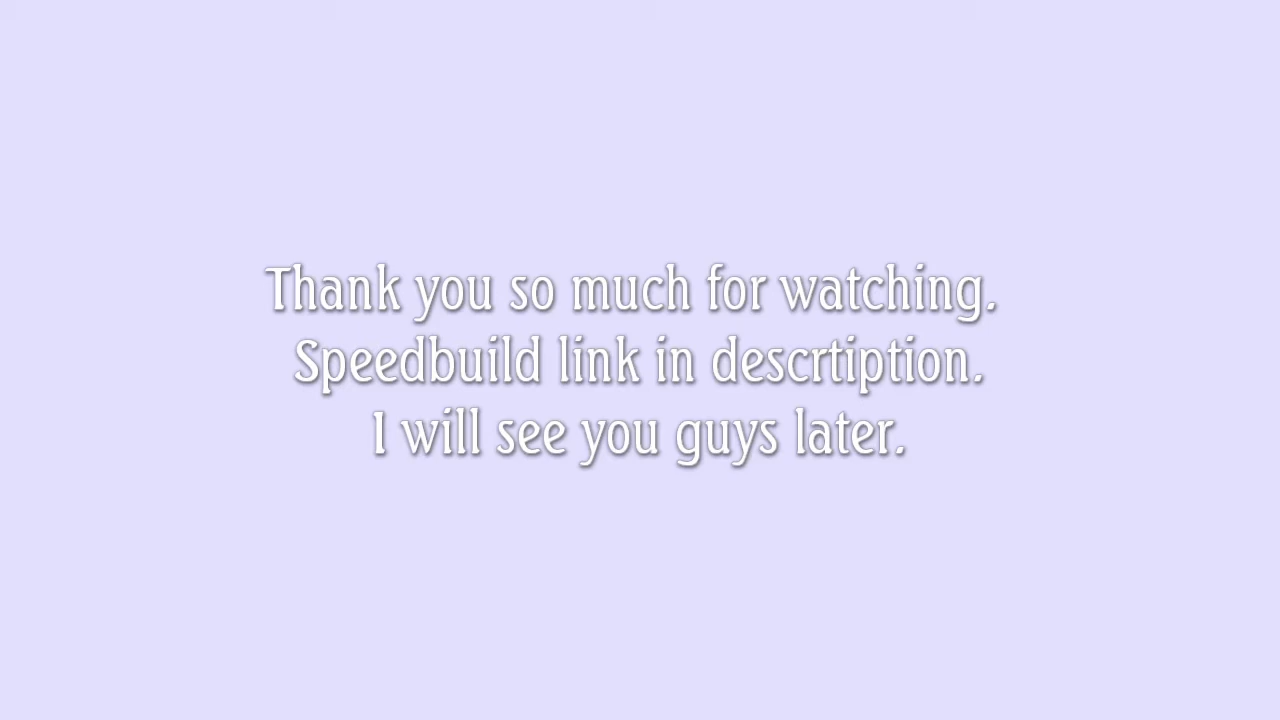 Thank you so much for watching.
Speedbuild link in descrtiption.
I will see you guys later.